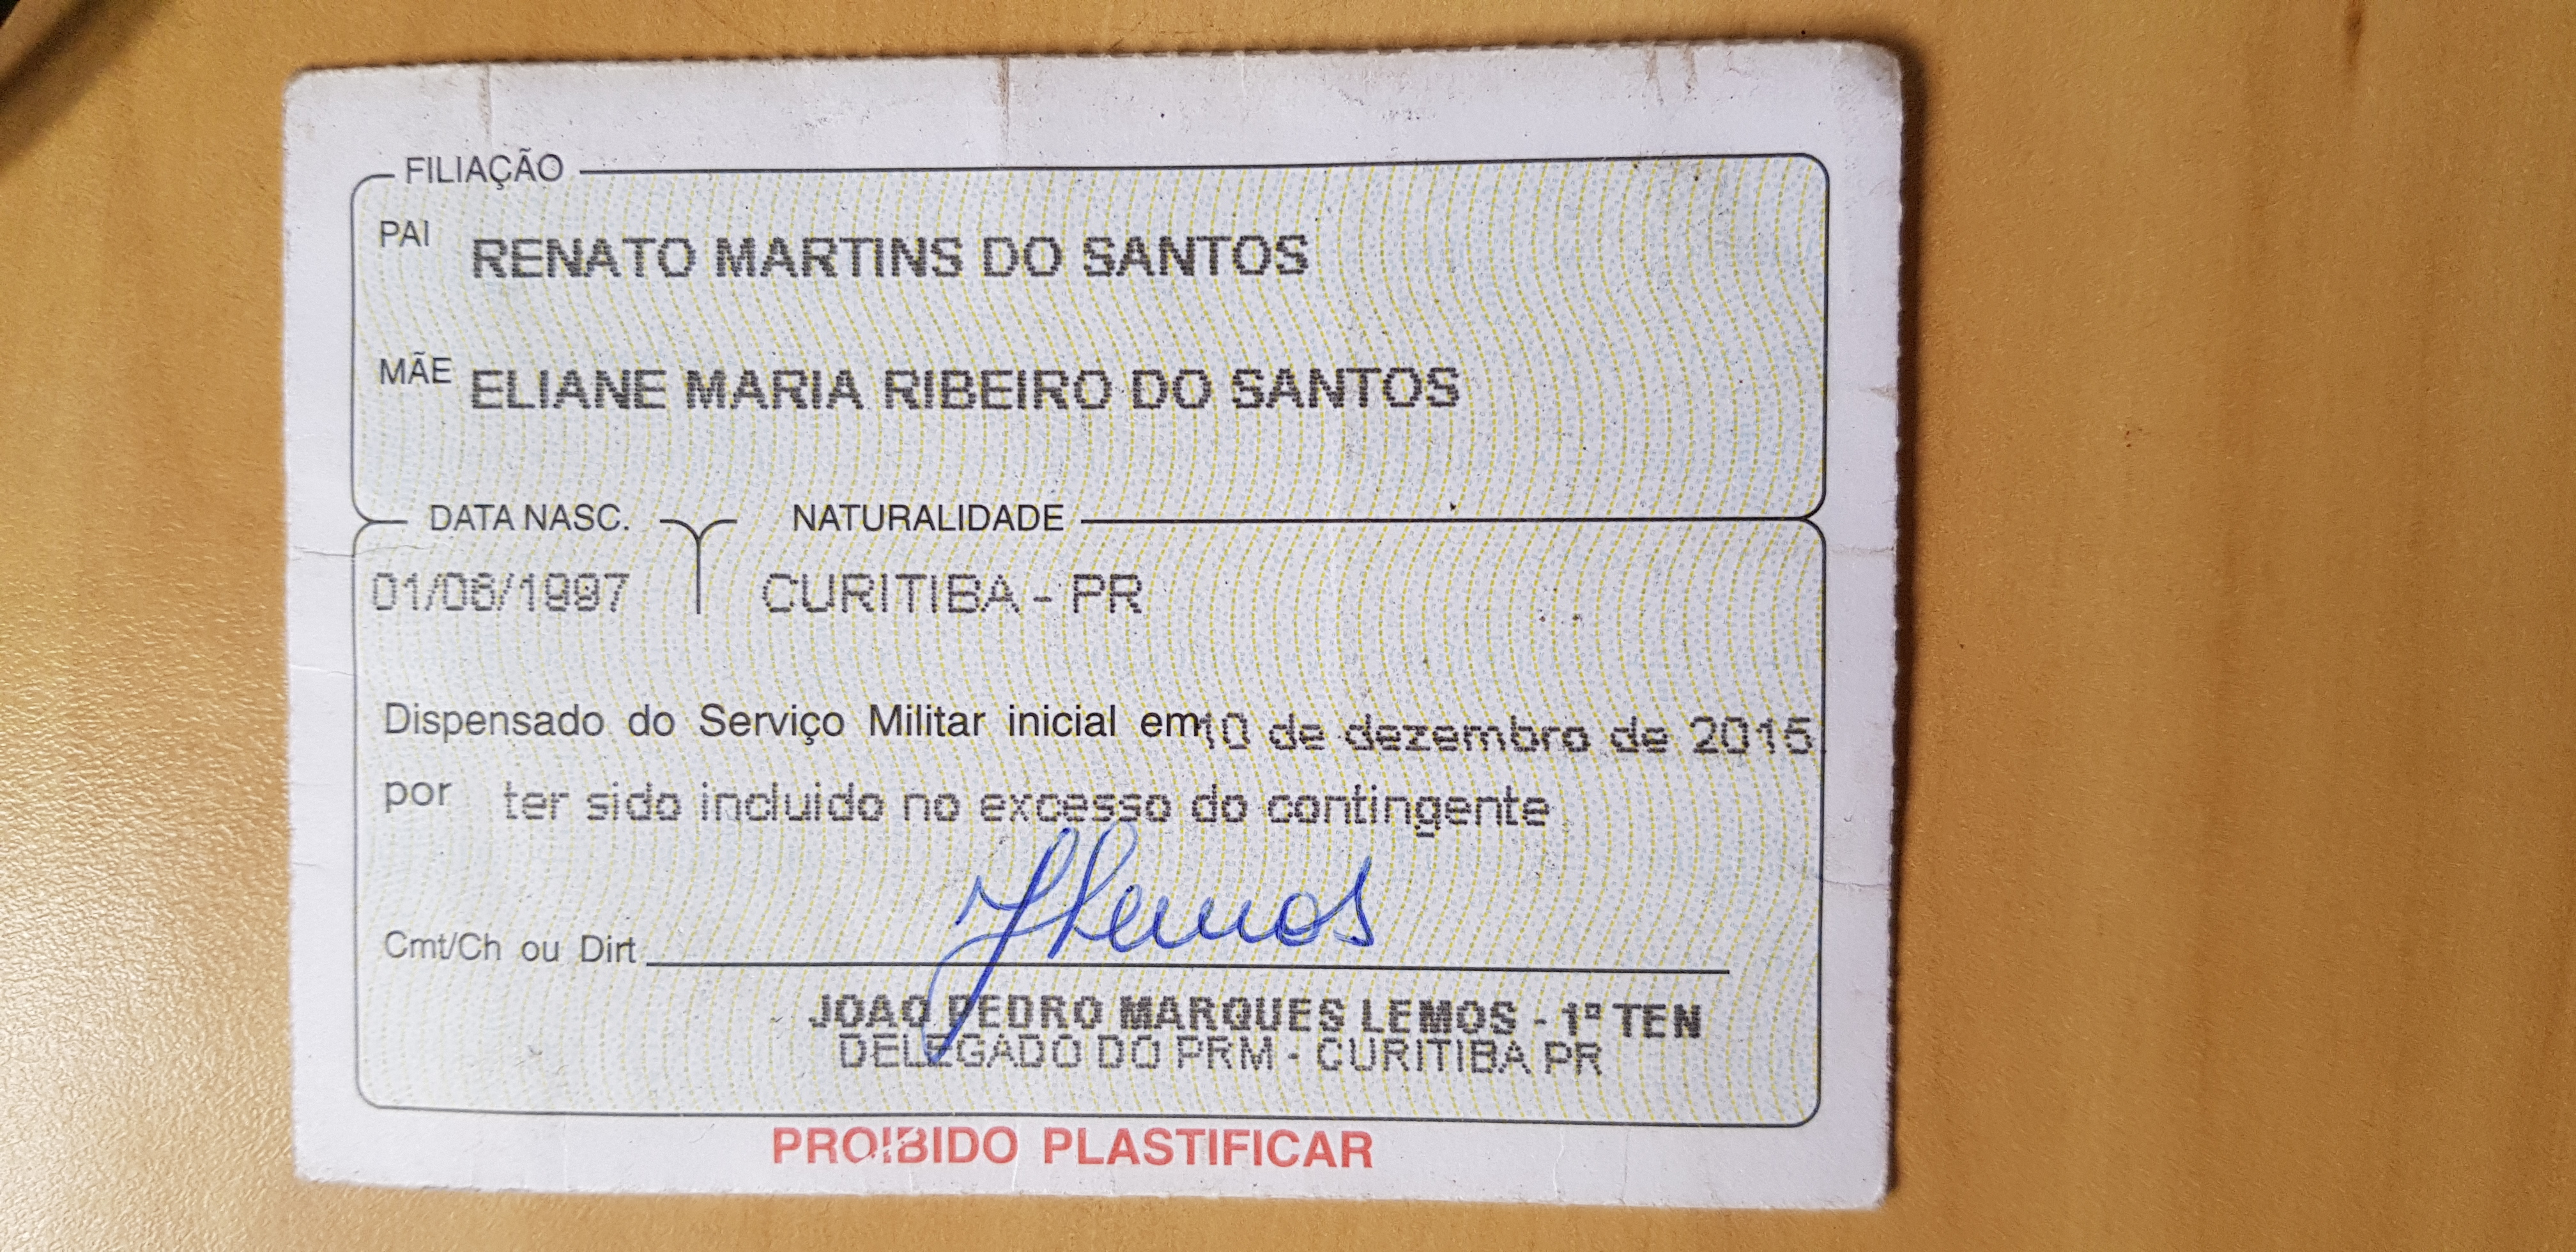 FILIAÇÃO
PAI RENATO MARTINS DO SANTOS
MÃE ELIANE MARIA RIBEIRO DO SANTOS
DATA NASC. NATURALIDADE
01/08/1997 CURITIBA - PR
Dispensado do Serviço Militar inicial em 10 de dezembro de 2015
por ter sido incluido no excesso do contingente
Cmt/Ch ou Dirt
JOAO PEDRO MARQUES LEMOS - 1º TEN
DELEGADO DO PRM - CURITIBA PR
PROIBIDO PLASTIFICAR